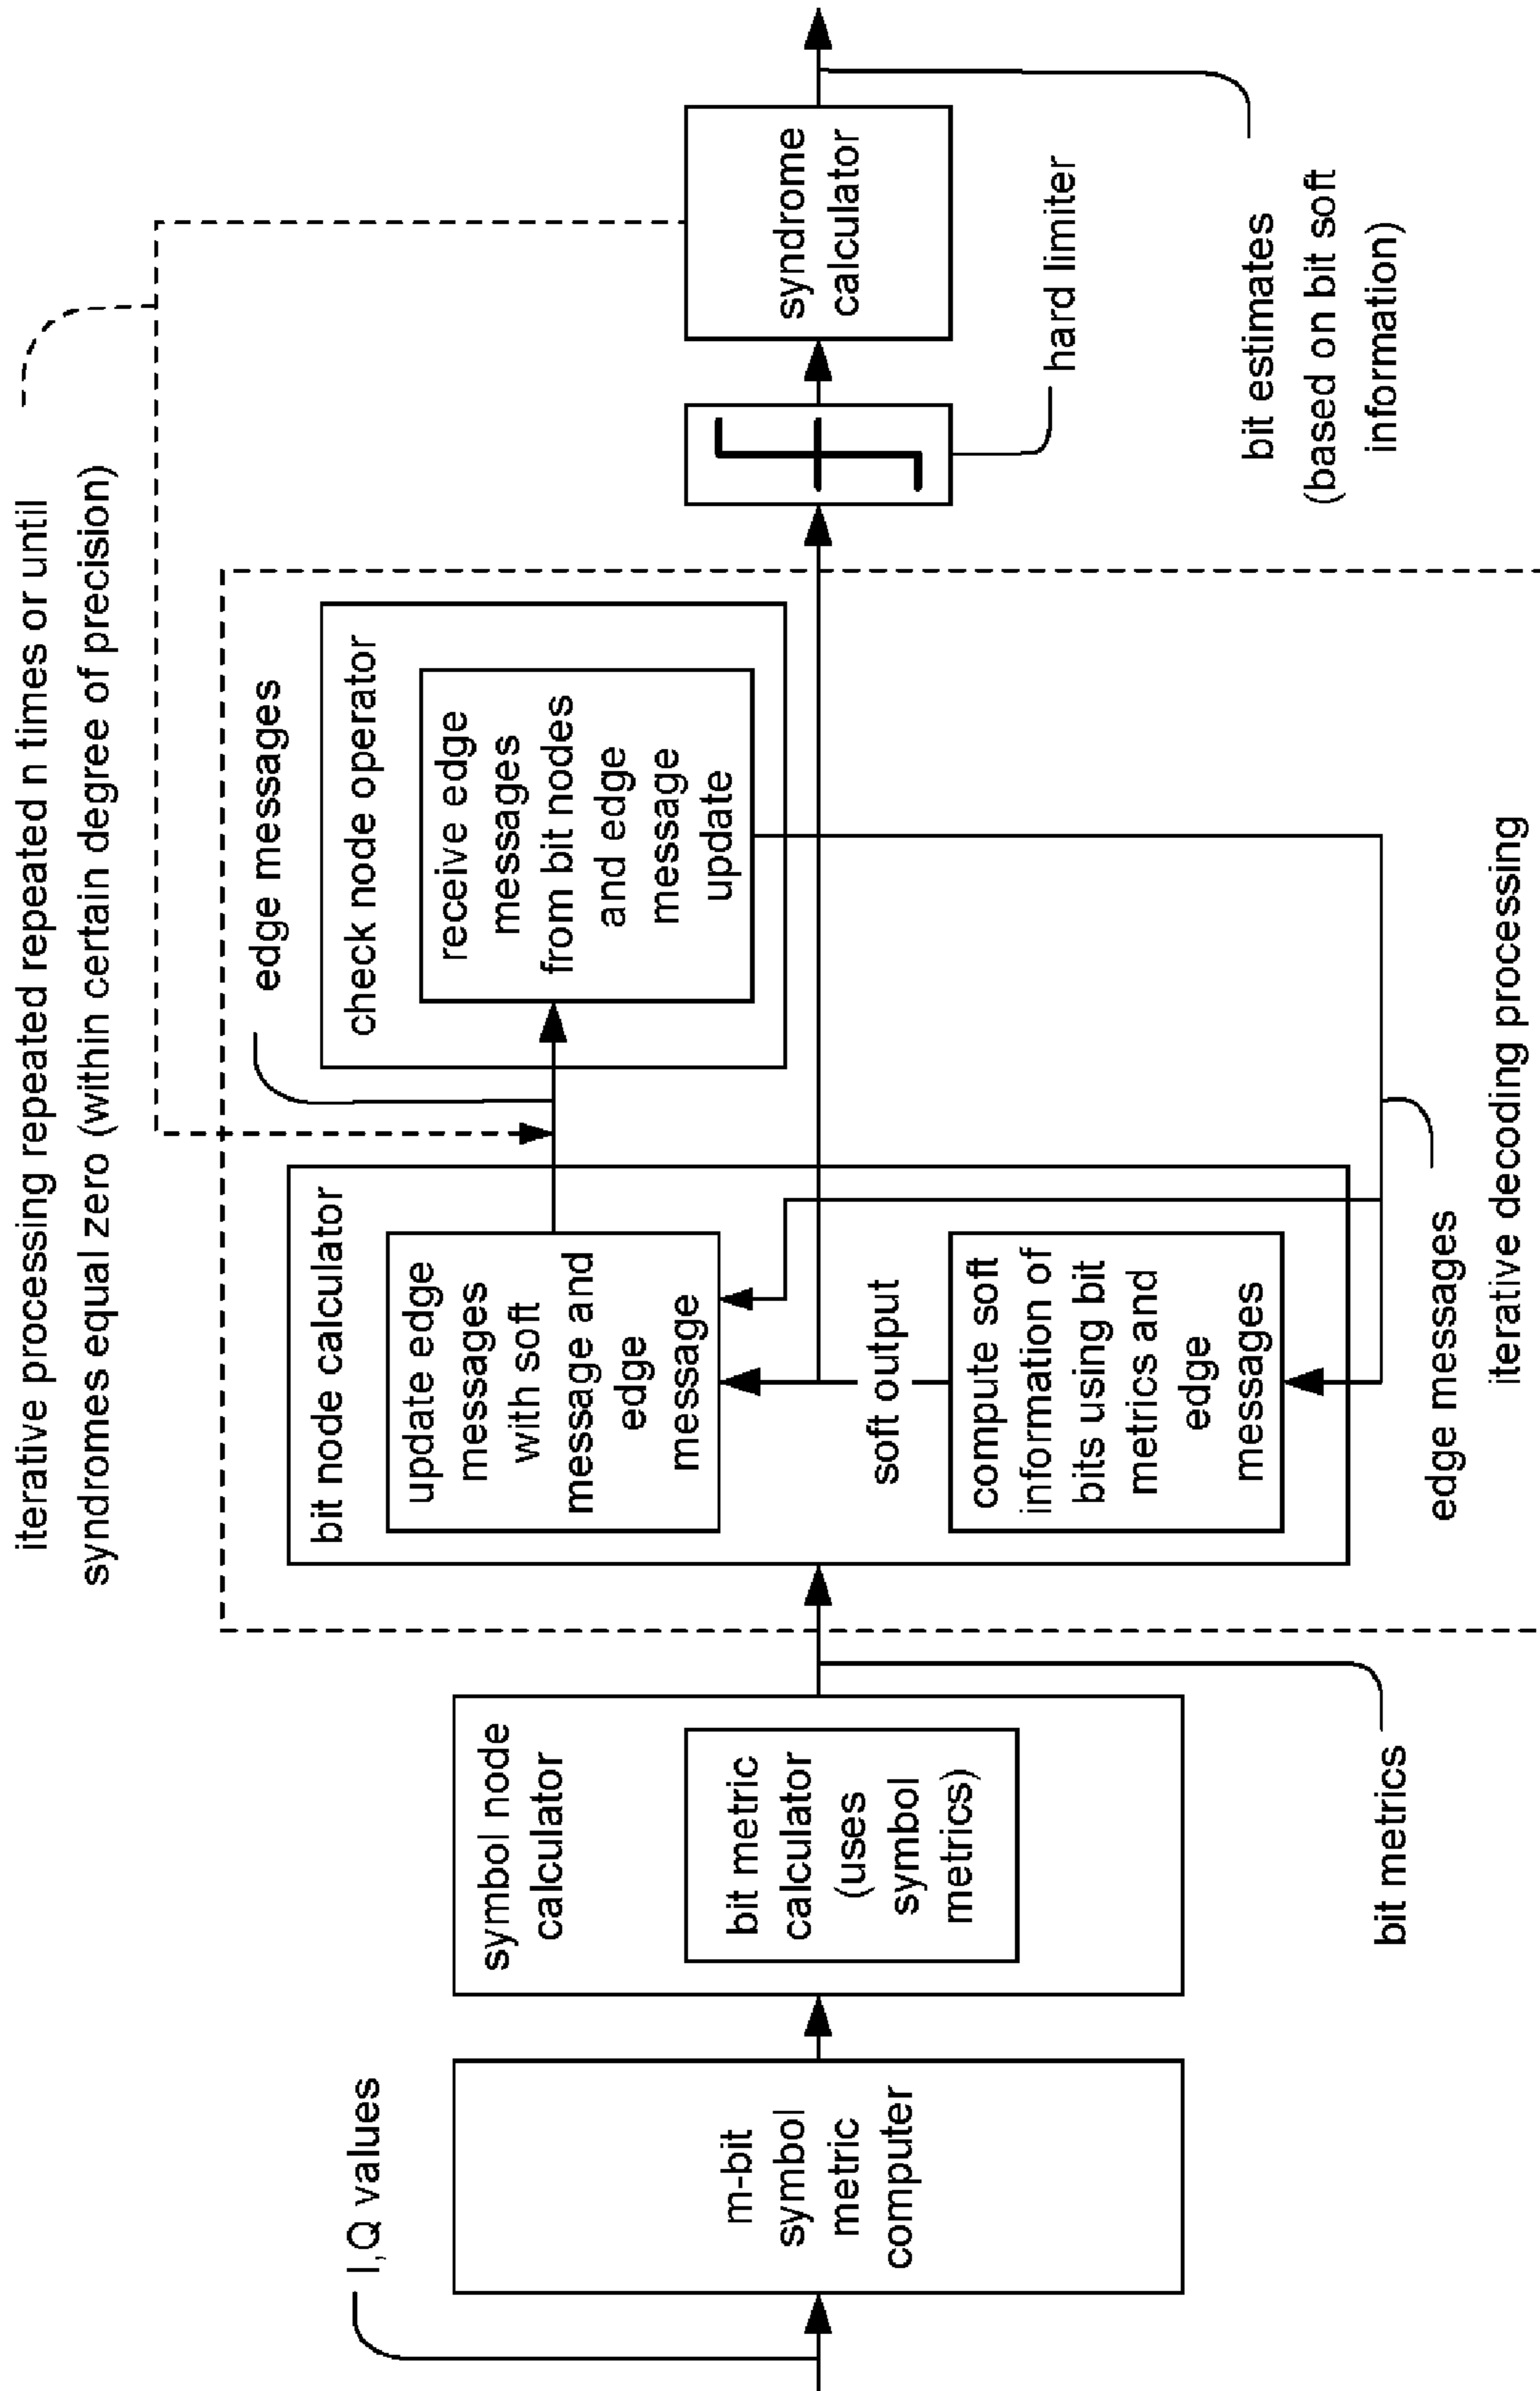 iterative processing repeated repeated n times or until
syndromes equal zero (within certain degree of precision)
I,Q values
m-bit
symbol
metric
computer
symbol node
calculator
bit metric
calculator
(uses
symbol
metrics)
bit metrics
bit node calculator
update edge
messages
with soft
message and
edge
message
soft output
compute soft
information of
bits using bit
metrics and
edge
messages
edge messages
edge messages
check node operator
receive edge
messages
from bit nodes
and edge
message
update
iterative decoding processing
hard limiter
syndrome
calculator
bit estimates
(based on bit soft
information)